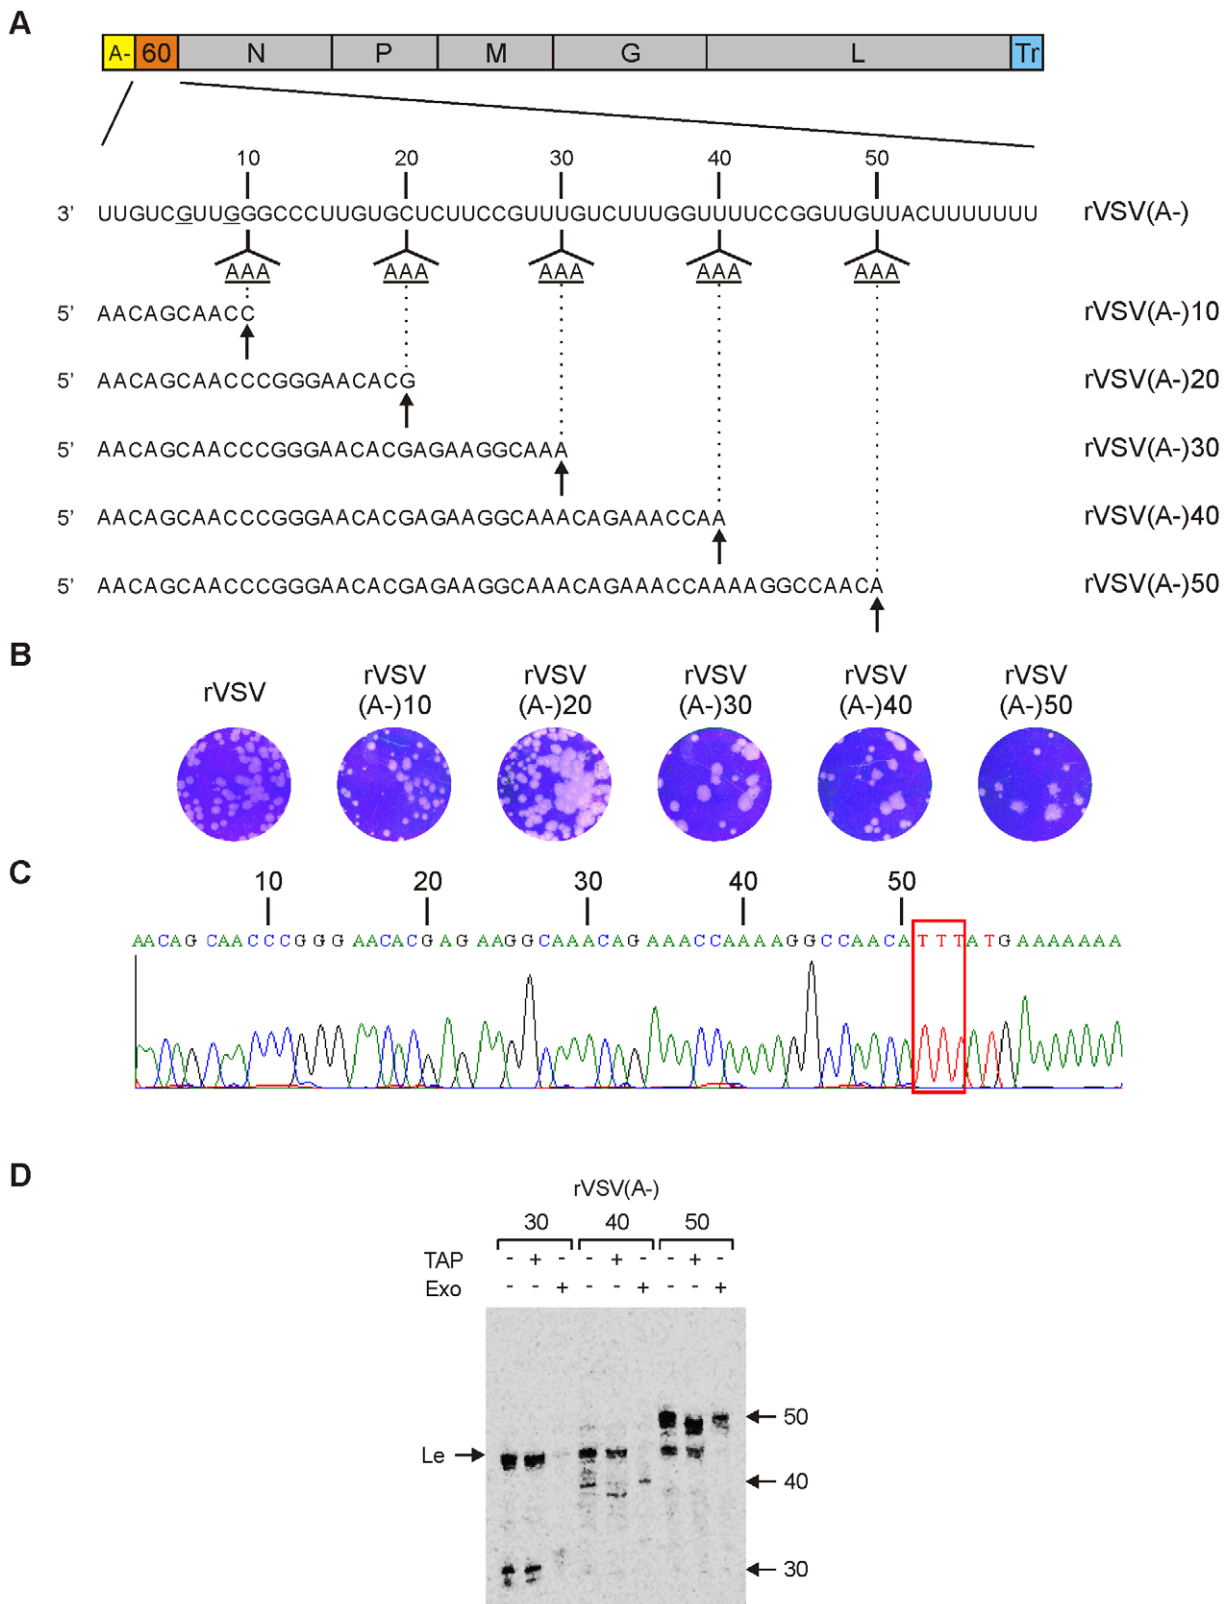 A
A- 60 N P M G L Tr
10 20 30 40 50
3’ UUGUCGUUGGGCCCUUGUGCUCUUCCGUUUGUCUUUGGUUUUCCGGUUGUUACUUUUUUU rVSV(A-)
AAA AAA AAA AAA AAA
5’ AACAGCAACC rVSV(A-)10
5’ AACAGCAACCCGGGAACACG rVSV(A-)20
5’ AACAGCAACCCGGGAACACGAGAAGGCAAA rVSV(A-)30
5’ AACAGCAACCCGGGAACACGAGAAGGCAAACAGAAACCAA rVSV(A-)40
5’ AACAGCAACCCGGGAACACGAGAAGGCAAACAGAAACCAAAAGGCCAACA rVSV(A-)50
B
rVSV rVSV (A-)10 rVSV (A-)20 rVSV (A-)30 rVSV (A-)40 rVSV (A-)50
C
10 20 30 40 50
AACAGCAACCCGGGAACACGAGAAGGCAAACAGAAACCAAAAGGCCAACATTTATGAAAAAAA
D
rVSV(A-)
30 40 50
TAP - + - - + - - + -
Exo - - + - - + - - +
50
Le
40
30